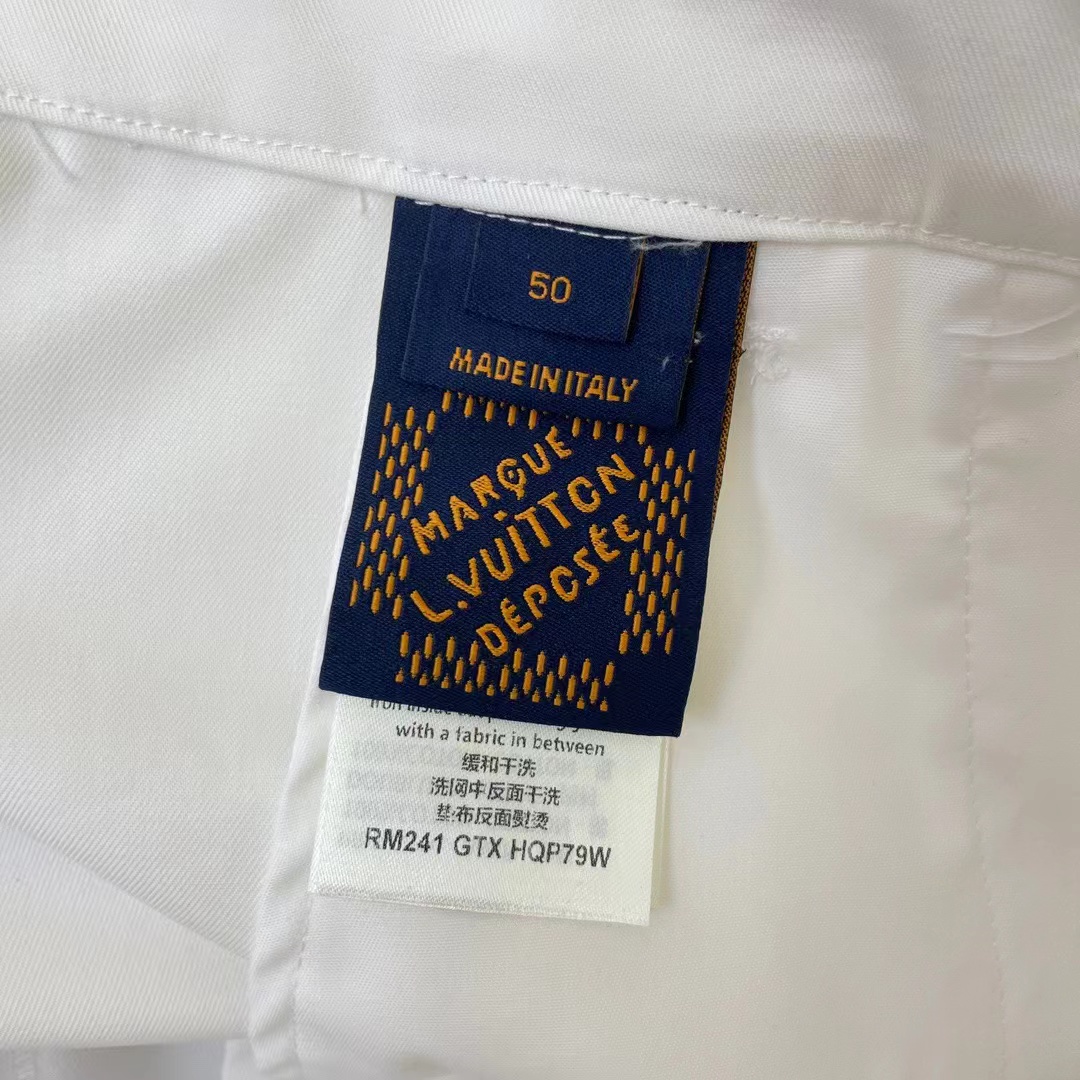 50
MADE IN ITALY
MARQUE
L.VUITTON
DÉPOSÉE
with a fabric in between
缓和干洗
洗网中反面干洗
垫布反面熨烫
RM241 GTX HQP79W